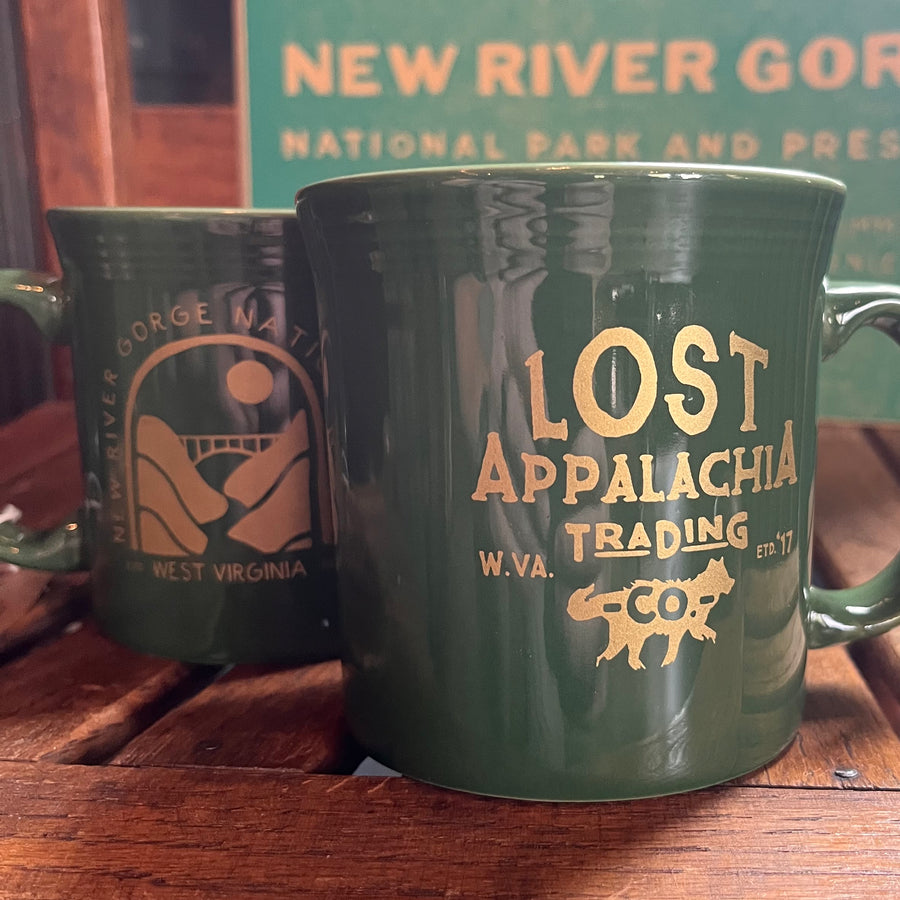 NEW RIVER GOR
NATIONAL PARK AND PRES
NEW RIVER GORGE NATI
WEST VIRGINIA
LOST
APPALACHIA
TRADING
W.VA.
ETD. '17
-CO.-